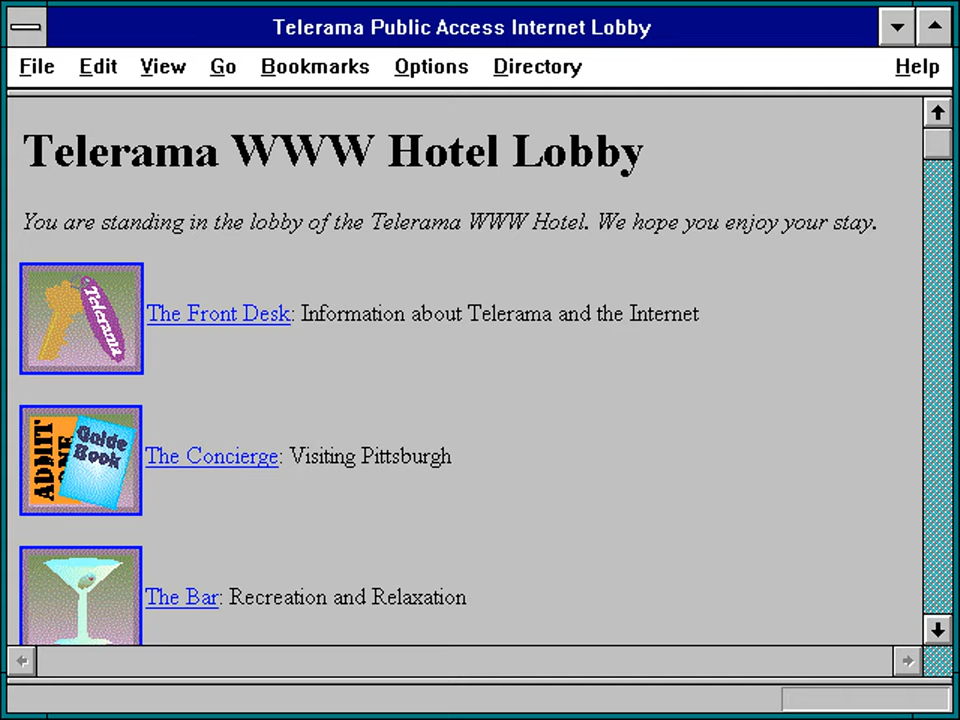 Telerama Public Access Internet Lobby
File Edit View Go Bookmarks Options Directory Help
Telerama WWW Hotel Lobby
You are standing in the lobby of the Telerama WWW Hotel. We hope you enjoy your stay.
Telerama
The Front Desk: Information about Telerama and the Internet
ADMIT ONE
Guide Book
The Concierge: Visiting Pittsburgh
The Bar: Recreation and Relaxation